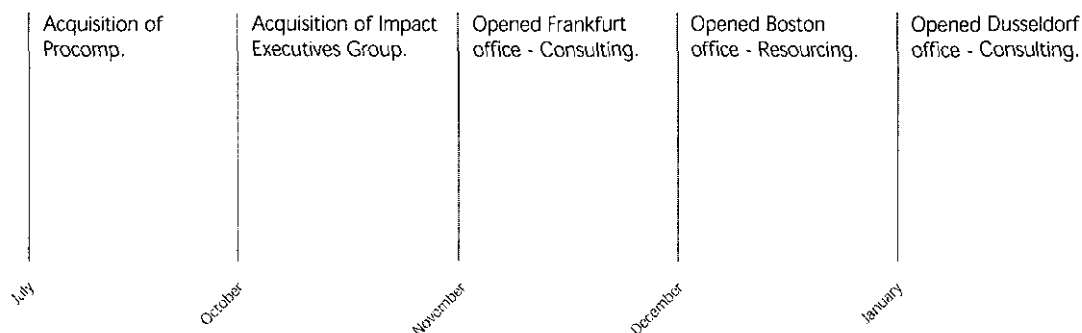 Acquisition of
Procomp.
Acquisition of Impact
Executives Group.
Opened Frankfurt
office - Consulting.
Opened Boston
office - Resourcing.
Opened Dusseldorf
office - Consulting.
July
October
November
December
January